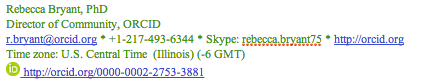 Rebecca Bryant, PhD
Director of Community, ORCID
r.bryant@orcid.org * +1-217-493-6344 * Skype: rebecca.bryant75 * http://orcid.org
Time zone: U.S. Central Time  (Illinois) (-6 GMT)
iD http://orcid.org/0000-0002-2753-3881